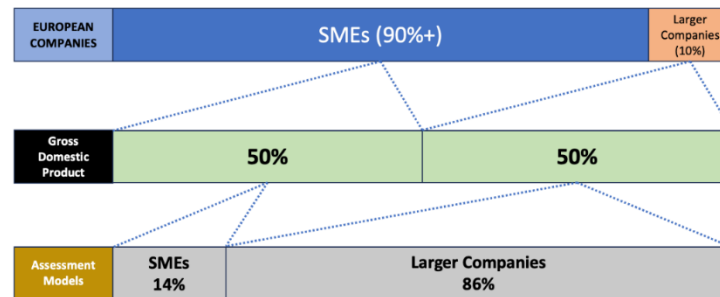 EUROPEAN
COMPANIES
SMEs (90%+)
Larger
Companies
(10%)
Gross
Domestic
Product
50%
50%
Assessment
Models
SMEs
14%
Larger Companies
86%